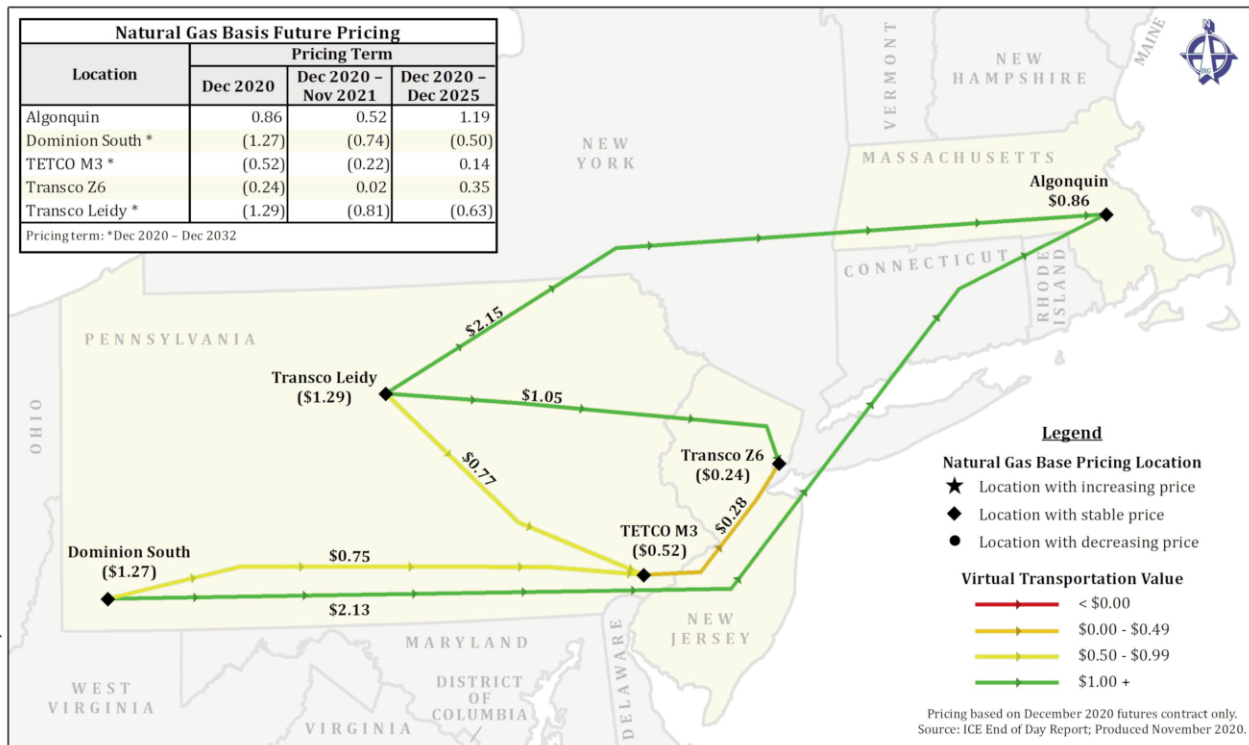 Natural Gas Basis Future Pricing
Location
Pricing Term
Dec 2020
Dec 2020 –
Nov 2021
Dec 2020 –
Dec 2025
Algonquin 0.86 0.52 1.19
Dominion South * (1.27) (0.74) (0.50)
TETCO M3 * (0.52) (0.22) 0.14
Transco Z6 (0.24) 0.02 0.35
Transco Leidy * (1.29) (0.81) (0.63)
Pricing term: *Dec 2020 – Dec 2032
VERMONT
NEW
HAMPSHIRE
MAINE
NEW
YORK
MASSACHUSETTS
Algonquin
$0.86
CONNECTICUT
RHODE
ISLAND
PENNSYLVANIA
OHIO
Transco Leidy
($1.29)
$2.15
$1.05
$0.77
Transco Z6
($0.24)
$0.28
TETCO M3
($0.52)
Dominion South
($1.27)
$0.75
$2.13
NEW
JERSEY
MARYLAND
DELAWARE
DISTRICT
OF
COLUMBIA
WEST
VIRGINIA
VIRGINIA
Legend
Natural Gas Base Pricing Location
Location with increasing price
Location with stable price
Location with decreasing price
Virtual Transportation Value
< $0.00
$0.00 - $0.49
$0.50 - $0.99
$1.00 +
Pricing based on December 2020 futures contract only.
Source: ICE End of Day Report; Produced November 2020.